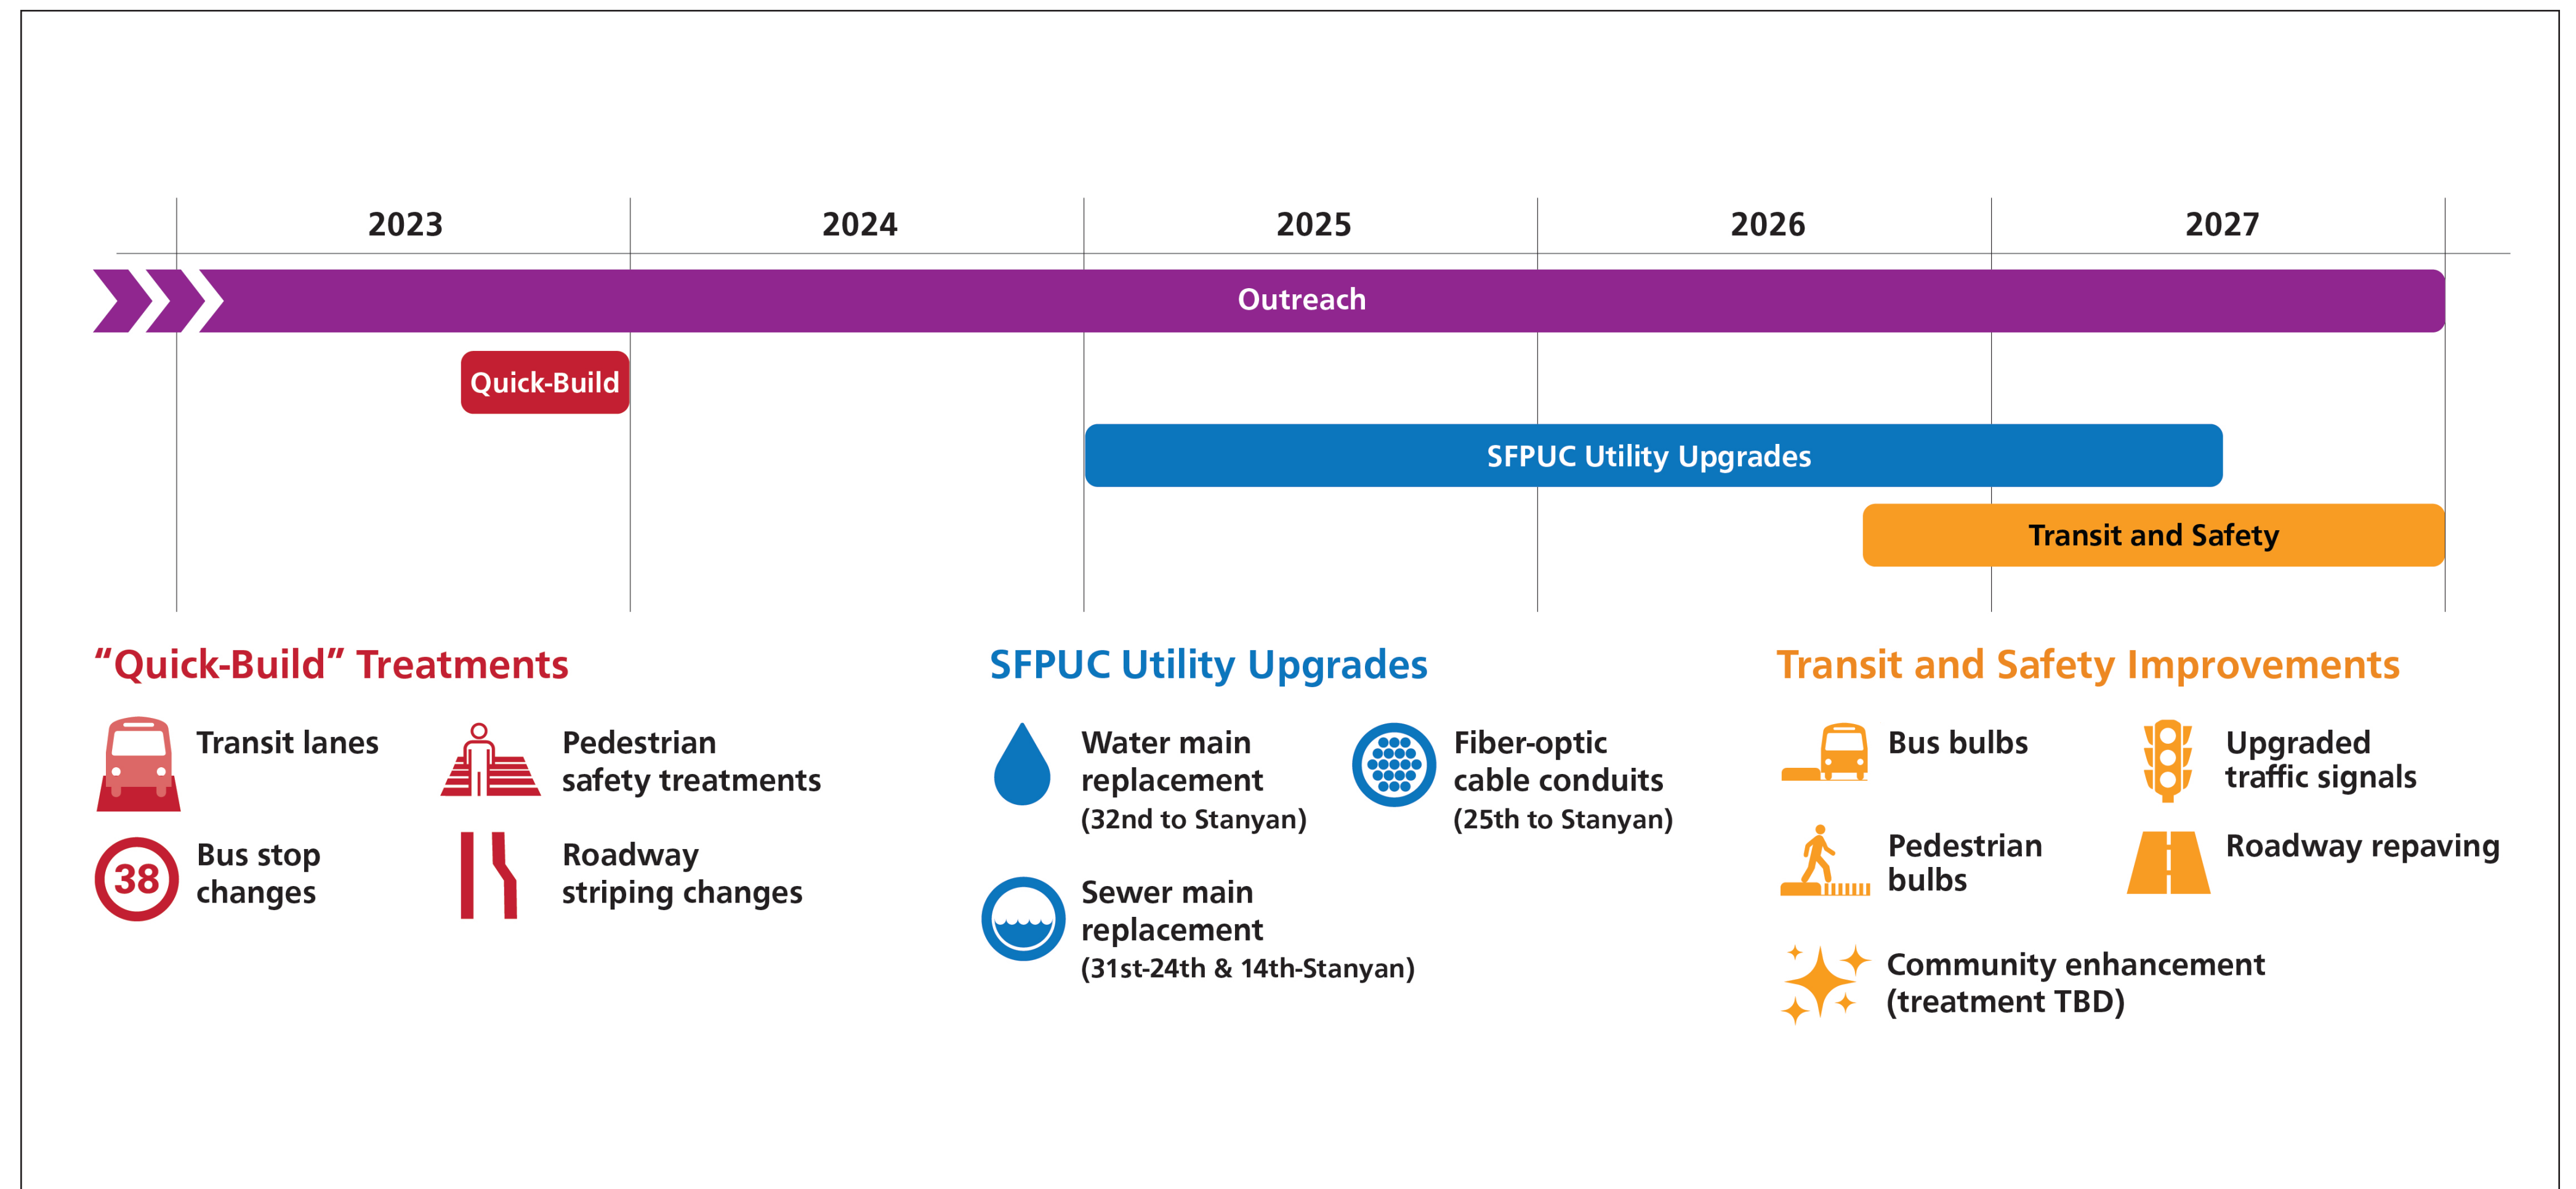 2023 2024 2025 2026 2027
Outreach
Quick-Build
SFPUC Utility Upgrades
Transit and Safety
“Quick-Build” Treatments
Transit lanes
Pedestrian
safety treatments
38
Bus stop
changes
Roadway
striping changes
SFPUC Utility Upgrades
Water main
replacement
(32nd to Stanyan)
Fiber-optic
cable conduits
(25th to Stanyan)
Sewer main
replacement
(31st-24th & 14th-Stanyan)
Transit and Safety Improvements
Bus bulbs
Upgraded
traffic signals
Pedestrian
bulbs
Roadway repaving
Community enhancement
(treatment TBD)